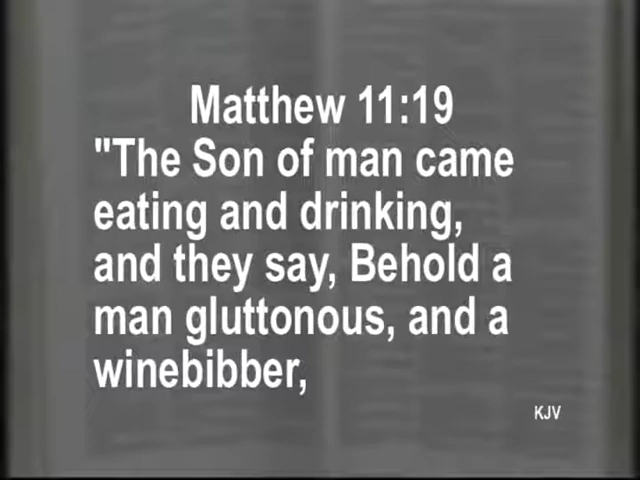 Matthew 11:19
"The Son of man came
eating and drinking,
and they say, Behold a
man gluttonous, and a
winebibber,
KJV